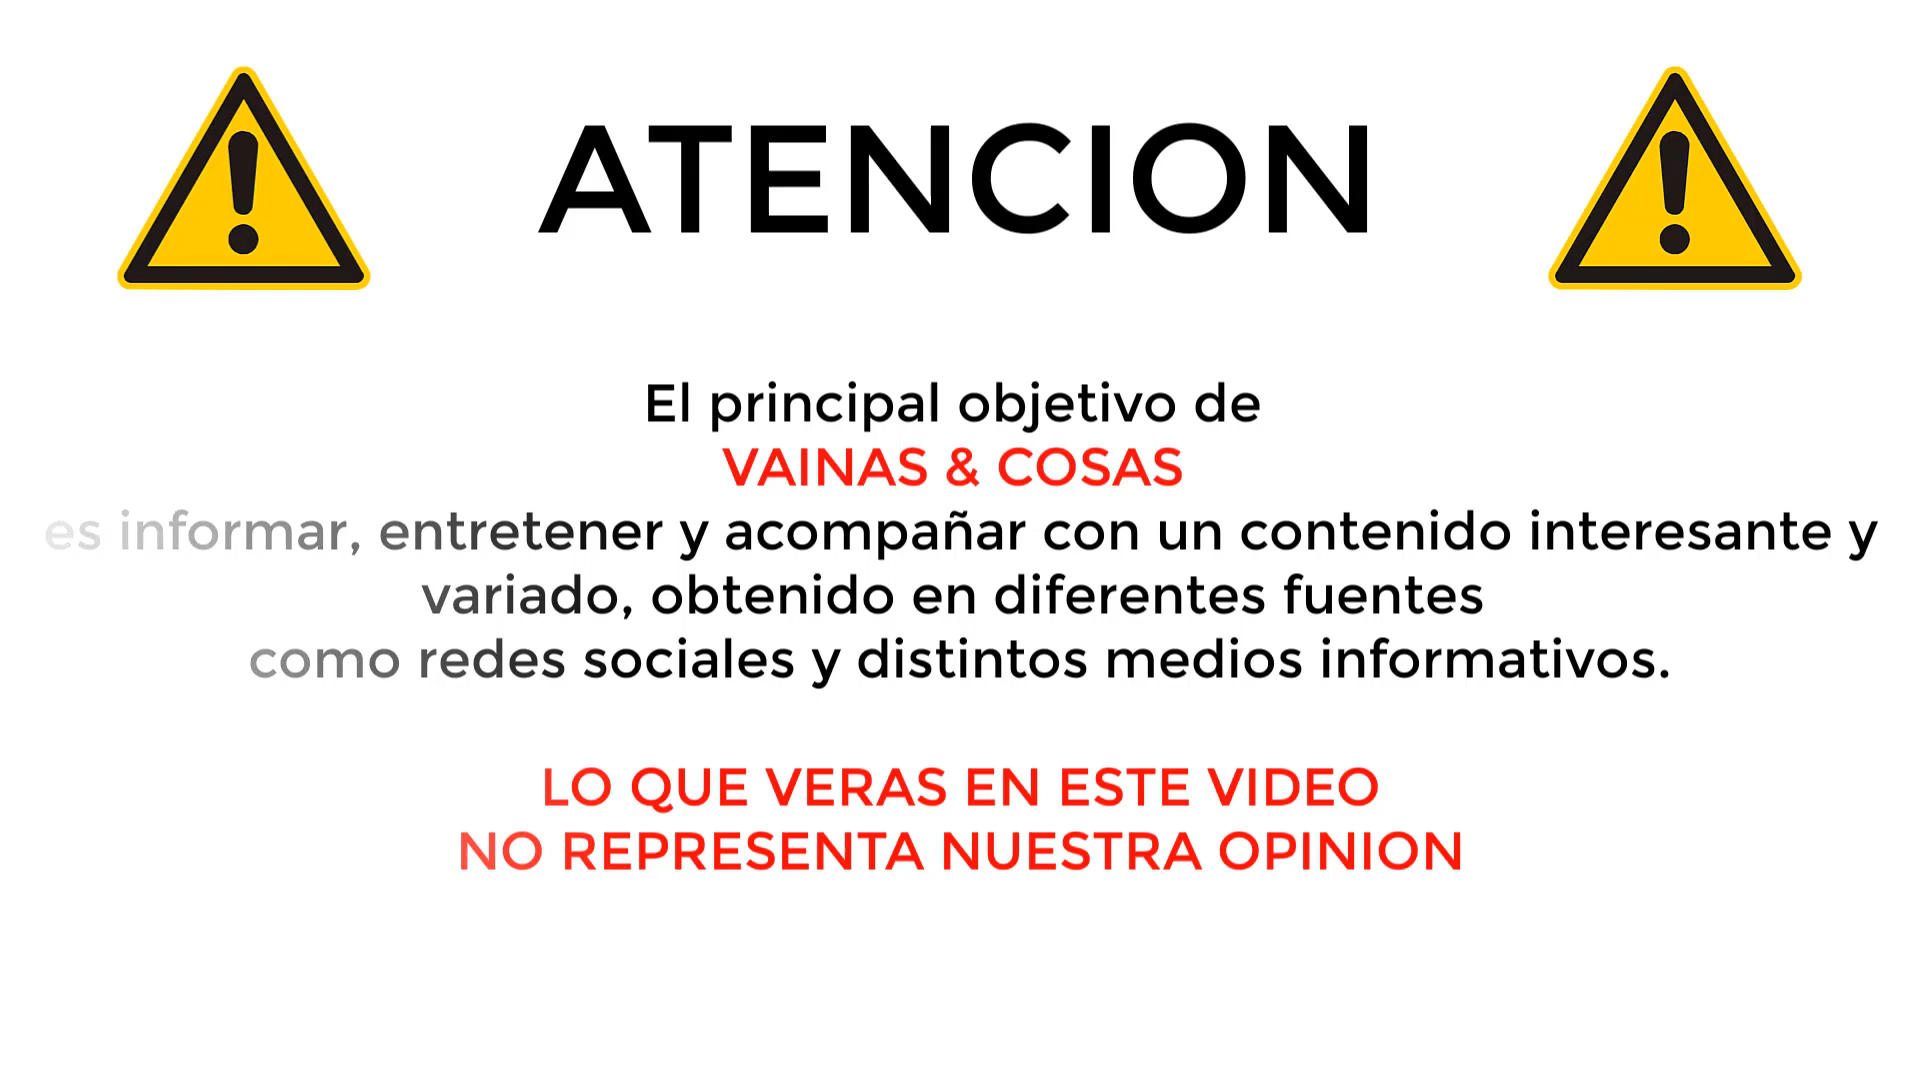 ATENCION
El principal objetivo de
VAINAS & COSAS
es informar, entretener y acompañar con un contenido interesante y
variado, obtenido en diferentes fuentes
como redes sociales y distintos medios informativos.
LO QUE VERAS EN ESTE VIDEO
NO REPRESENTA NUESTRA OPINION